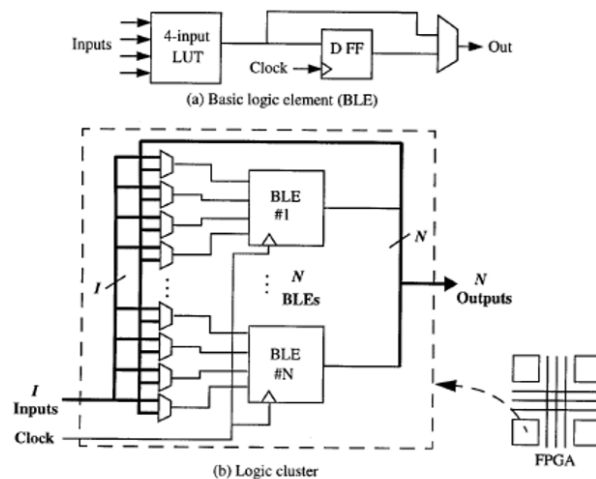 Inputs
4-input
LUT
D FF
Clock
Out
(a) Basic logic element (BLE)
BLE
#1
N
I
N
BLEs
N
Outputs
BLE
#N
I
Inputs
Clock
FPGA
(b) Logic cluster